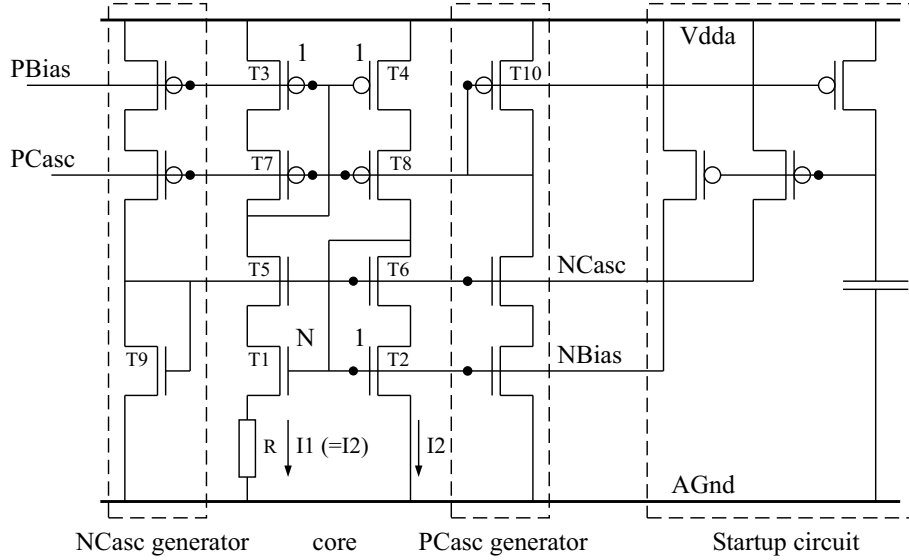 Vdda
1 1
PBias T3 T4 T10
PCasc T7 T8
T5 T6 NCasc
N 1 NBias
T9 T1 T2
R I1 (=I2) I2
AGnd
NCasc generator core PCasc generator Startup circuit